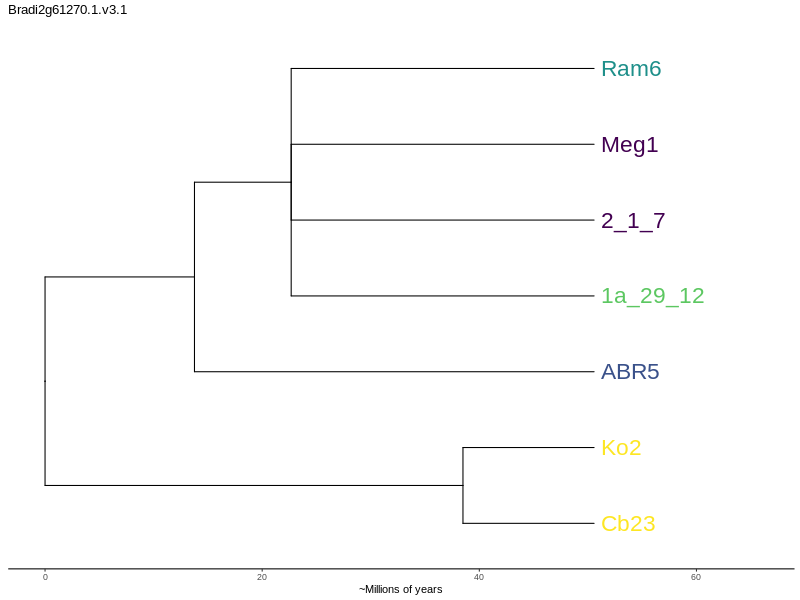 Bradi2g61270.1.v3.1
Ram6
Meg1
2_1_7
1a_29_12
ABR5
Ko2
Cb23
0 20 40 60
~Millions of years